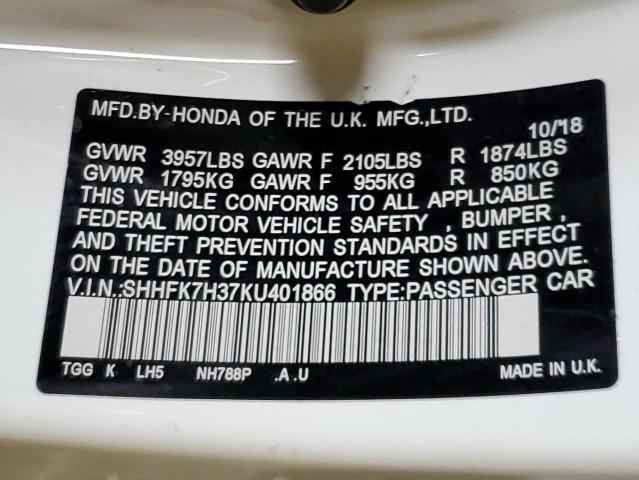 MFD.BY-HONDA OF THE U.K. MFG.,LTD.
10/'18
GVWR 3957LBS GAWR F 2105LBS R 1874LBS
GVWR 1795KG GAWR F 955KG R 850KG
THIS VEHICLE CONFORMS TO ALL APPLICABLE
FEDERAL MOTOR VEHICLE SAFETY , BUMPER ,
AND THEFT PREVENTION STANDARDS IN EFFECT
ON THE DATE OF MANUFACTURE SHOWN ABOVE.
V.I.N.:SHHFK7H37KU401866 TYPE:PASSENGER CAR
TGG K LH5 NH788P .A .U MADE IN U.K.